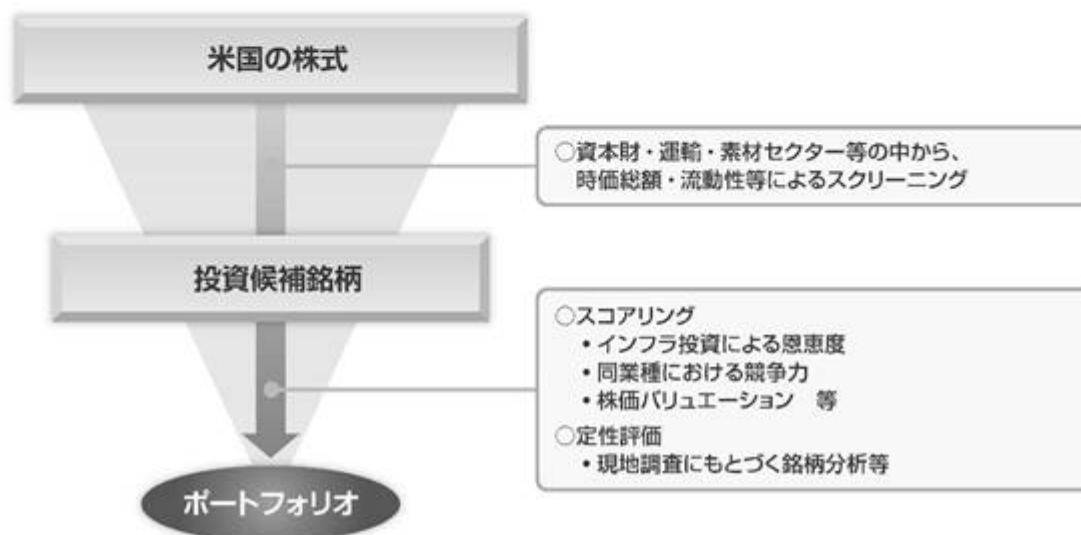 米国の株式
○資本財・運輸・素材セクター等の中から、
時価総額・流動性等によるスクリーニング
投資候補銘柄
○スコアリング
・インフラ投資による恩恵度
・同業種における競争力
・株価バリュエーション　等
○定性評価
・現地調査にもとづく銘柄分析等
ポートフォリオ